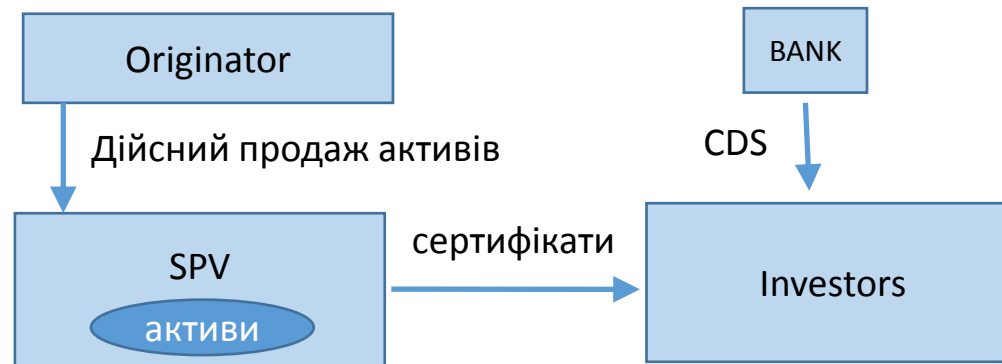 Originator
BANK
Дійсний продаж активів
CDS
SPV
сертифікати
Investors
активи